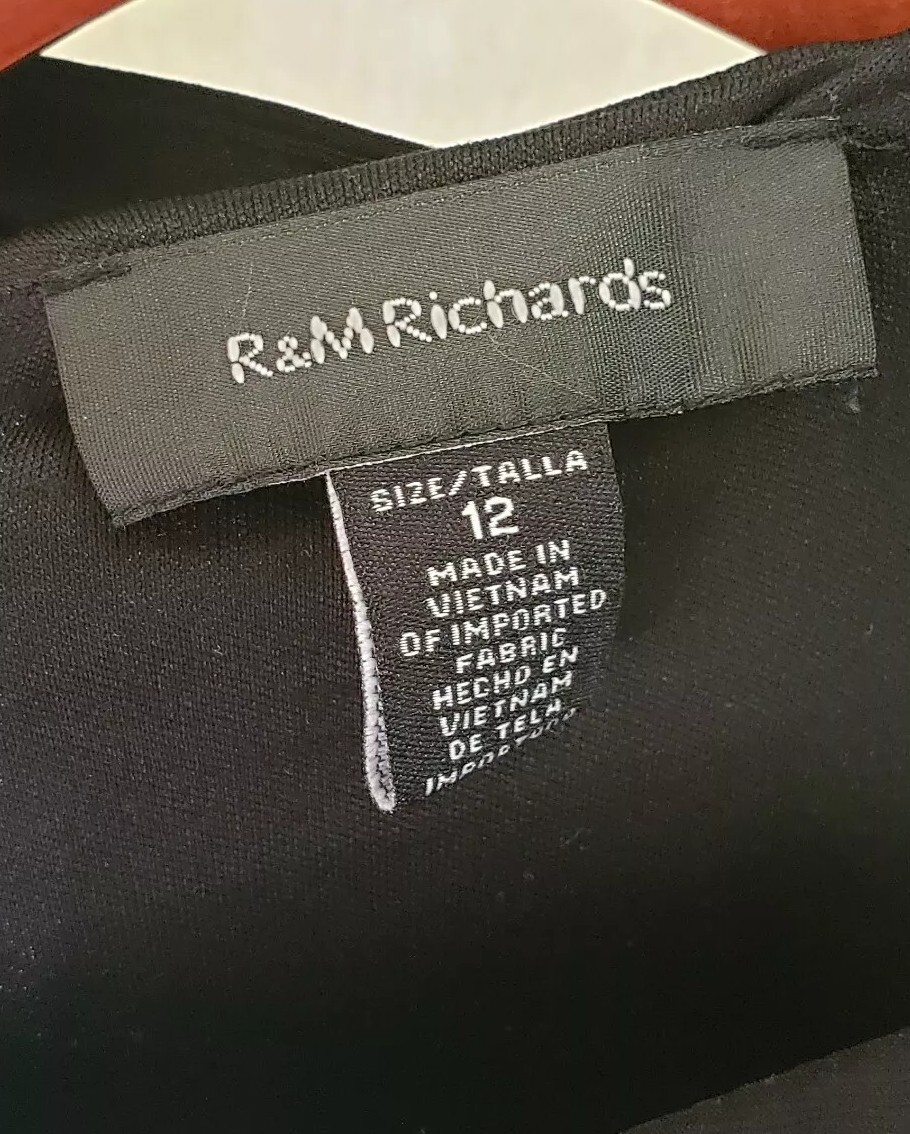 R&M Richards
SIZE/TALLA
12
MADE IN
VIETNAM
OF IMPORTED
FABRIC
HECHO EN
VIETNAM
DE TELA